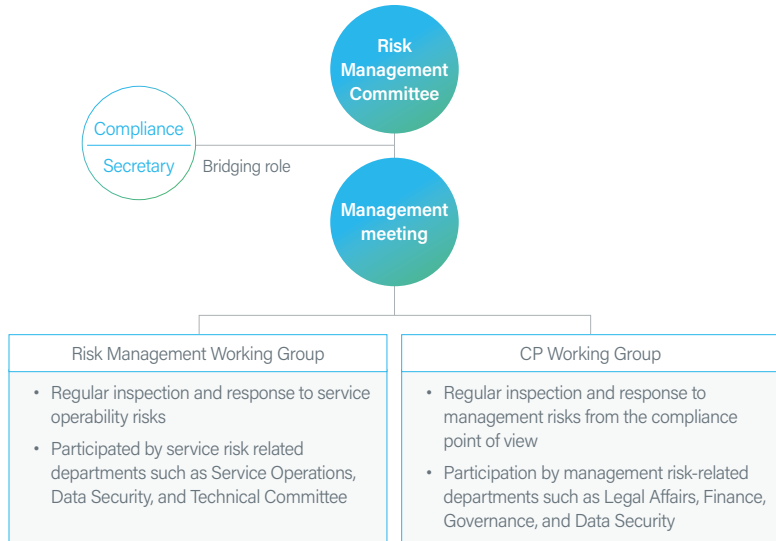 Risk
Management
Committee
Compliance
Secretary
Bridging role
Management
meeting
Risk Management Working Group
• Regular inspection and response to service
operability risks
• Participated by service risk related
departments such as Service Operations,
Data Security, and Technical Committee
CP Working Group
• Regular inspection and response to
management risks from the compliance
point of view
• Participation by management risk-related
departments such as Legal Affairs, Finance,
Governance, and Data Security